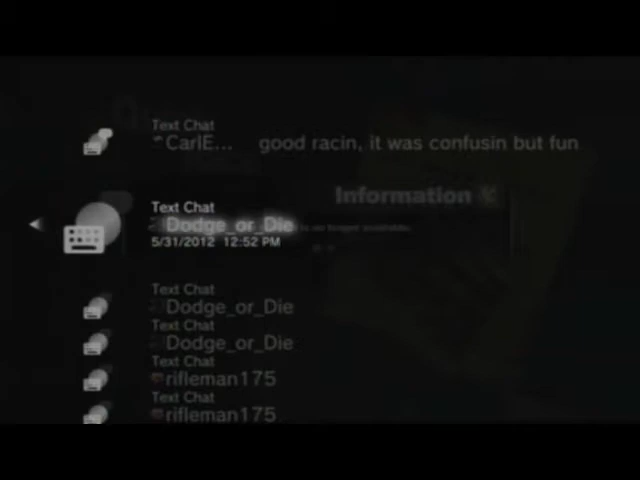 Text Chat
CarlE... good racin, it was confusin but fun
Information
Text Chat
Dodge_or_Die
5/31/2012 12:52 PM
Text Chat
Dodge_or_Die
Text Chat
Dodge_or_Die
Text Chat
rifleman175
Text Chat
rifleman175